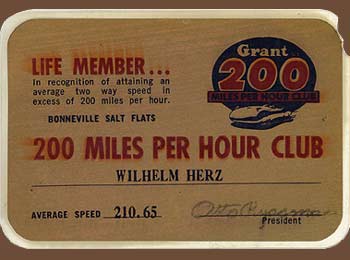 LIFE MEMBER...
In recognition of attaining an
average two way speed in
excess of 200 miles per hour.
BONNEVILLE SALT FLATS
Grant
200
MILES PER HOUR CLUB
200 MILES PER HOUR CLUB
WILHELM HERZ
AVERAGE SPEED 210.65
President